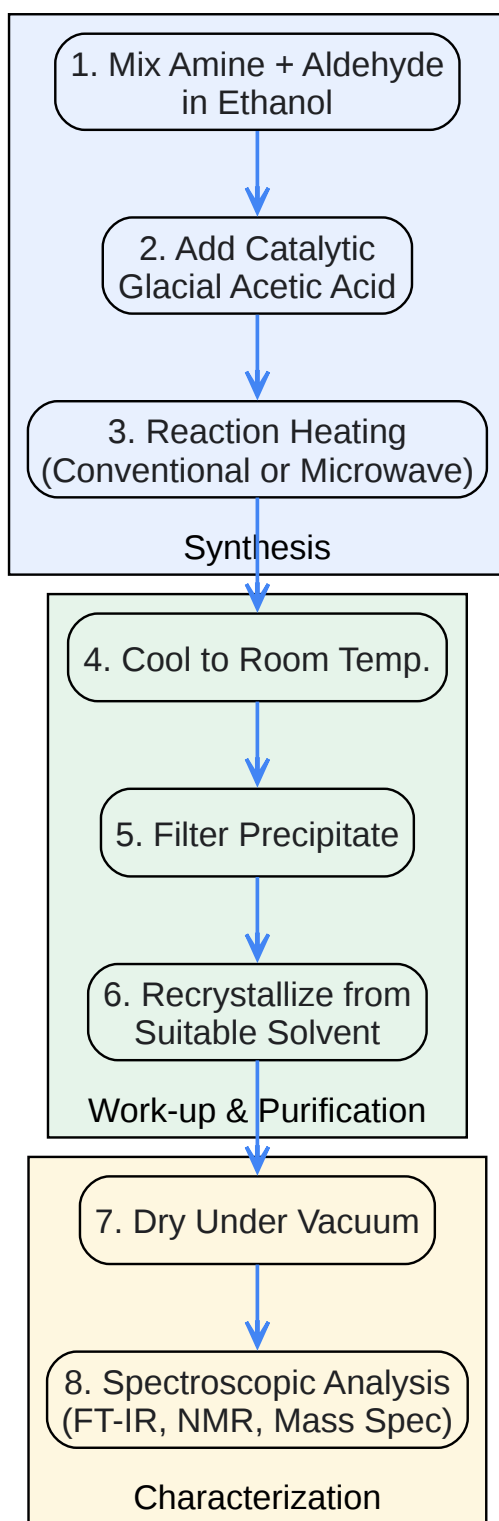 1. Mix Amine + Aldehyde
in Ethanol
2. Add Catalytic
Glacial Acetic Acid
3. Reaction Heating
(Conventional or Microwave)
Synthesis
4. Cool to Room Temp.
5. Filter Precipitate
6. Recrystallize from
Suitable Solvent
Work-up & Purification
7. Dry Under Vacuum
8. Spectroscopic Analysis
(FT-IR, NMR, Mass Spec)
Characterization